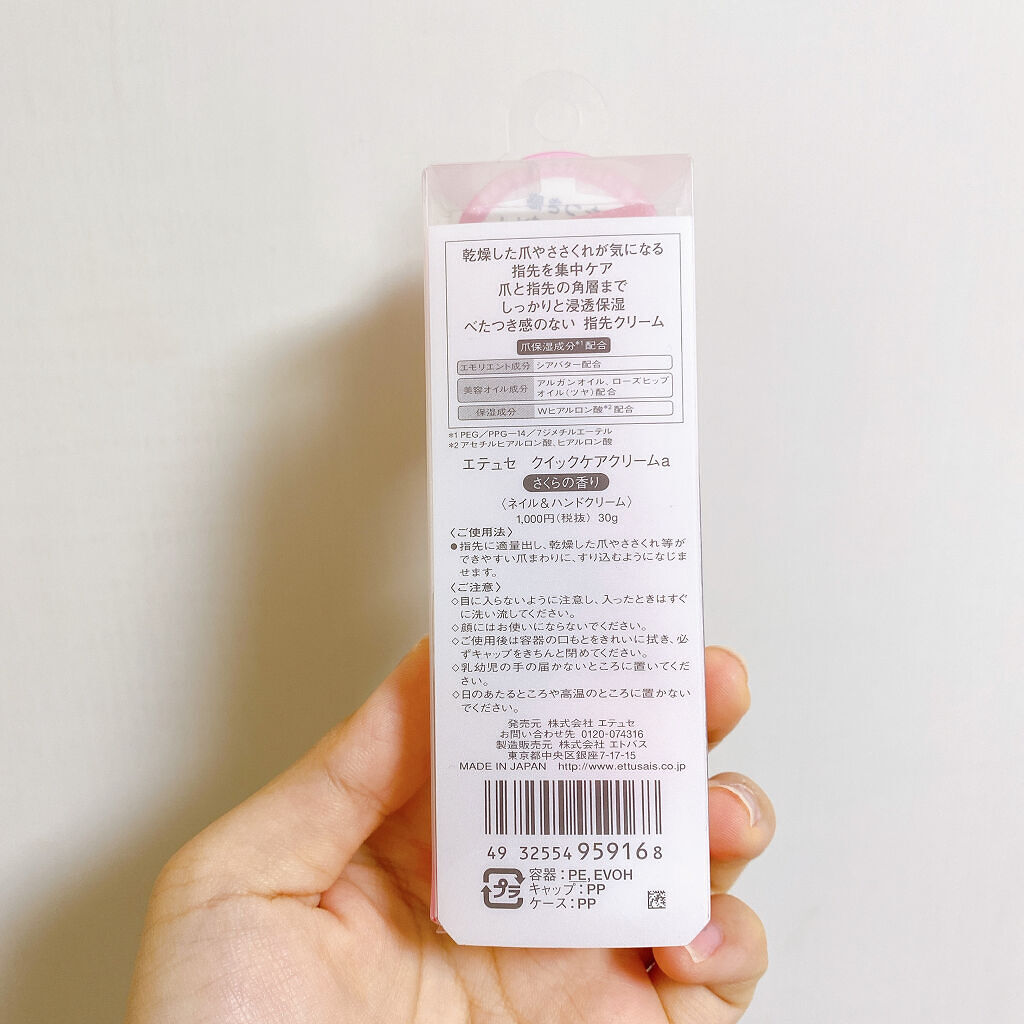 乾燥した爪やささくれが気になる
指先を集中ケア
爪と指先の角層まで
しっかりと浸透保湿
べたつき感のない 指先クリーム
爪保湿成分*1配合
エモリエント成分 シアバター配合
美容オイル成分 アルガンオイル、ローズヒップ
オイル(ツヤ)配合
保湿成分 Wヒアルロン酸*2配合
*1 PEG/PPG―14/7ジメチルエーテル
*2 アセチルヒアルロン酸、ヒアルロン酸
エテュセ クイックケアクリームa
さくらの香り
〈ネイル&ハンドクリーム〉
1,000円(税抜) 30g
〈ご使用法〉
●指先に適量出し、乾燥した爪やささくれ等が
できやすい爪まわりに、すり込むようになじま
せます。
〈ご注意〉
◇目に入らないように注意し、入ったときはすぐ
に洗い流してください。
◇顔にはお使いにならないでください。
◇ご使用後は容器の口もとをきれいに拭き、必
ずキャップをきちんと閉めてください。
◇乳幼児の手の届かないところに置いてくだ
さい。
◇日のあたるところや高温のところに置かない
でください。
発売元 株式会社 エテュセ
お問い合わせ先 0120-074316
製造販売元 株式会社 エトバス
東京都中央区銀座7-17-15
MADE IN JAPAN http://www.ettusais.co.jp
49 32554 95916 8
プラ
容器:PE,EVOH
キャップ:PP
ケース:PP